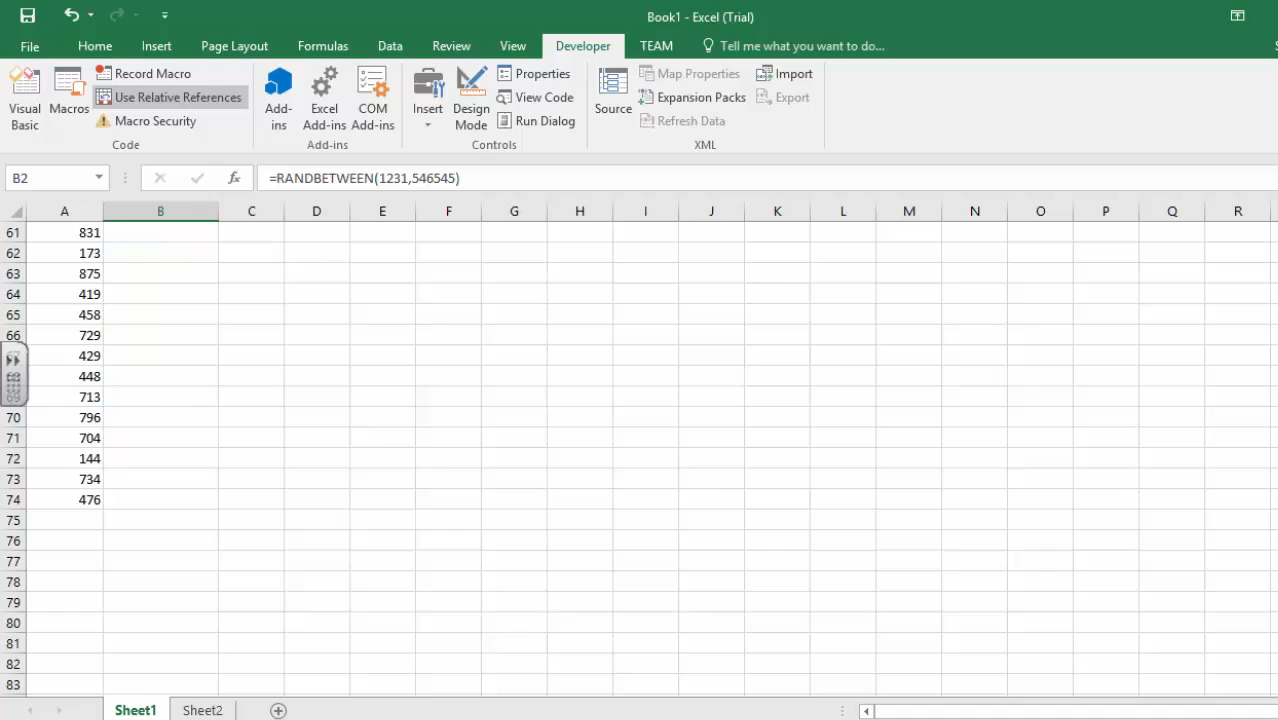 Book1 - Excel (Trial)
File Home Insert Page Layout Formulas Data Review View Developer TEAM Tell me what you want to do...
Visual Basic
Macros
Record Macro
Use Relative References
Macro Security
Code
Add-ins
Excel Add-ins
COM Add-ins
Add-ins
Insert
Design Mode
Properties
View Code
Run Dialog
Controls
Source
Map Properties
Expansion Packs
Refresh Data
Import
Export
XML
B2 fx =RANDBETWEEN(1231,546545)
A B C D E F G H I J K L M N O P Q R
61 831
62 173
63 875
64 419
65 458
66 729
429
448
713
70 796
71 704
72 144
73 734
74 476
75
76
77
78
79
80
81
82
83
Sheet1 Sheet2